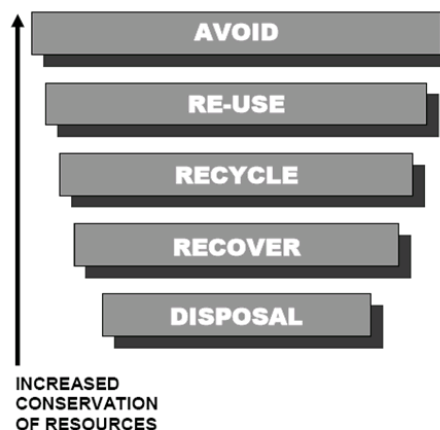 AVOID
RE-USE
RECYCLE
RECOVER
DISPOSAL
INCREASED
CONSERVATION
OF RESOURCES